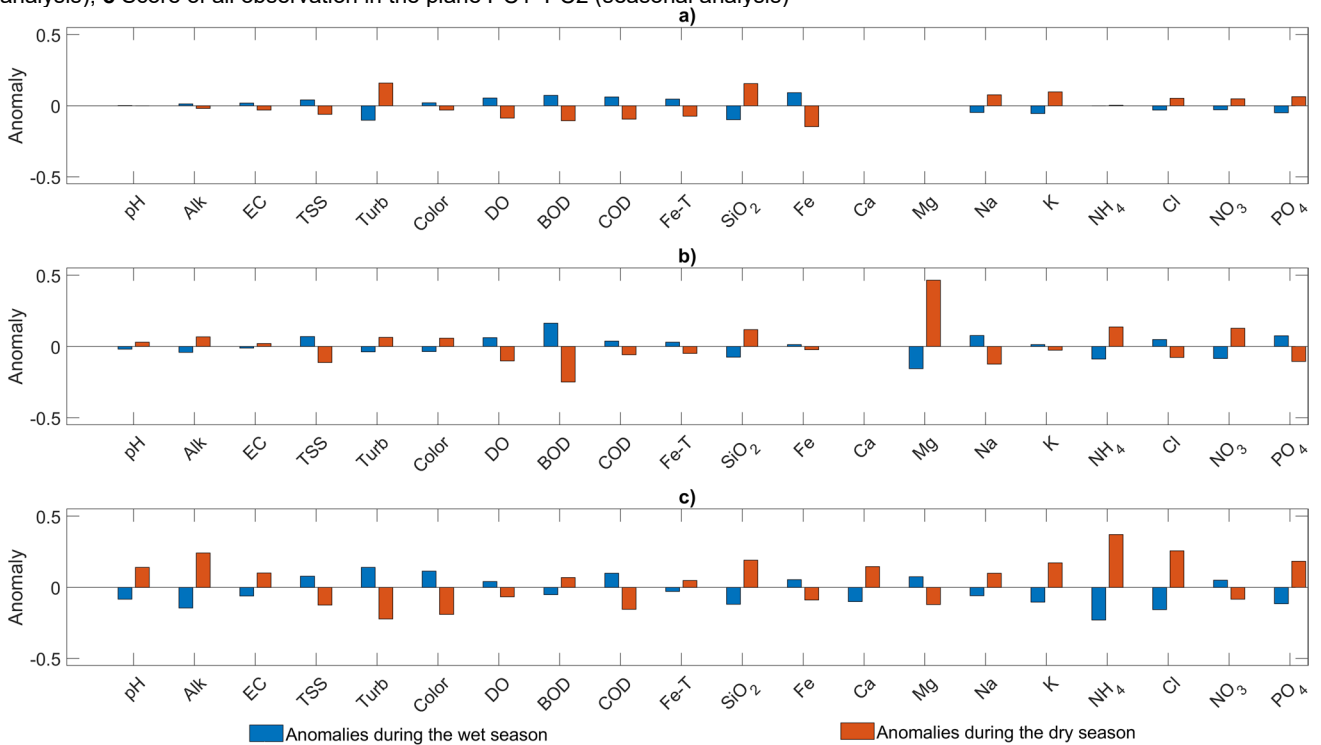 analysis), c Score of all observation in the plane PC1-PC2 (seasonal analysis)
a)
0.5
0
-0.5
Anomaly
pH Alk EC TSS Turb Color DO BOD COD Fe-T SiO2 Fe Ca Mg Na K NH4 Cl NO3 PO4
b)
0.5
0
-0.5
Anomaly
pH Alk EC TSS Turb Color DO BOD COD Fe-T SiO2 Fe Ca Mg Na K NH4 Cl NO3 PO4
c)
0.5
0
-0.5
Anomaly
pH Alk EC TSS Turb Color DO BOD COD Fe-T SiO2 Fe Ca Mg Na K NH4 Cl NO3 PO4
Anomalies during the wet season
Anomalies during the dry season